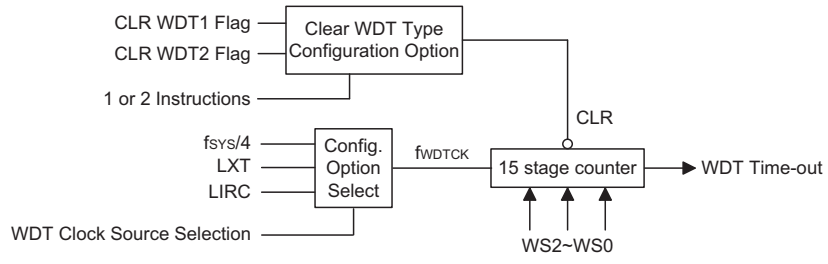 CLR WDT1 Flag
CLR WDT2 Flag
Clear WDT Type
Configuration Option
1 or 2 Instructions
CLR
fSYS/4
LXT
LIRC
Config.
Option
Select
fWDTCK
15 stage counter
WDT Time-out
WDT Clock Source Selection
WS2~WS0